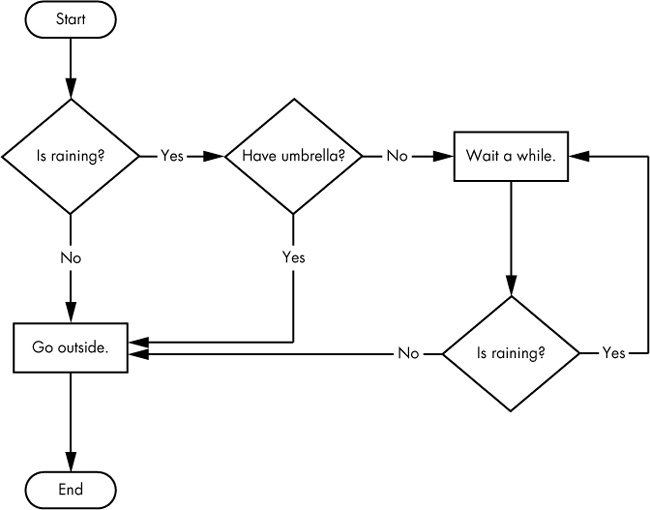 Start
Is raining?
Yes
Have umbrella?
No
Wait a while.
No
Yes
Go outside.
No
Is raining?
Yes
End